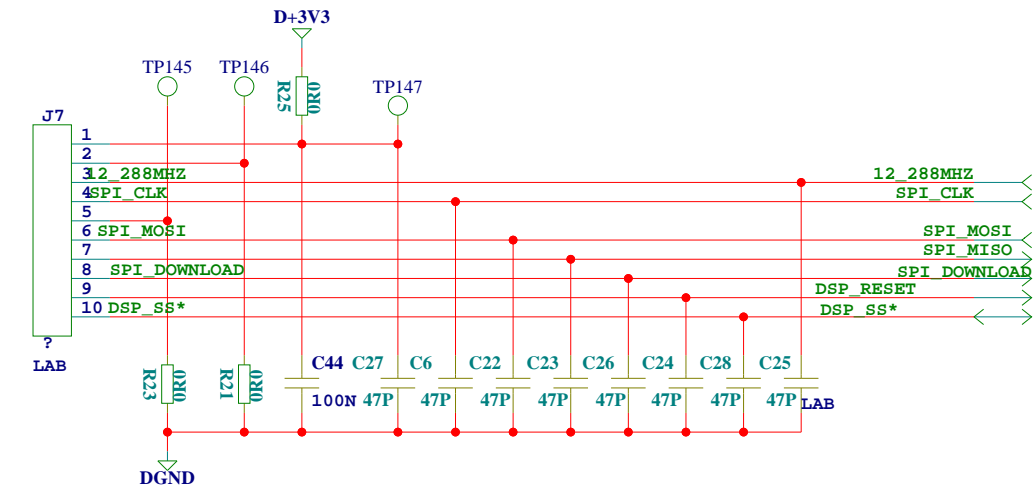 D+3V3
TP145 TP146
R25 0R0
TP147
J7
1
2
3 12_288MHZ 12_288MHZ
4 SPI_CLK SPI_CLK
5
6 SPI_MOSI SPI_MOSI
7 SPI_MISO
8 SPI_DOWNLOAD SPI_DOWNLOAD
9 DSP_RESET
10 DSP_SS* DSP_SS*
?
LAB
R23 0R0 R21 0R0
C44 C27 C6 C22 C23 C26 C24 C28 C25
100N 47P 47P 47P 47P 47P 47P 47P 47P LAB
DGND